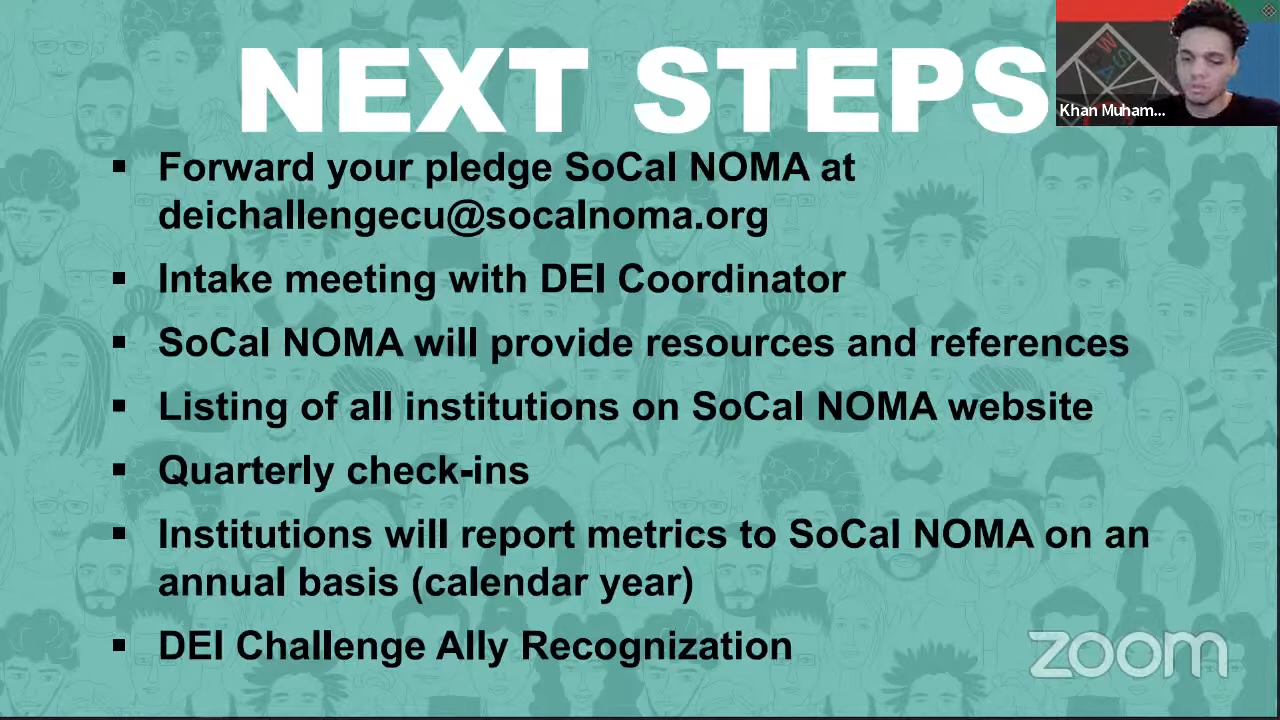 NEXT STEPS
Khan Muham...
▪ Forward your pledge SoCal NOMA at
deichallengecu@socalnoma.org
▪ Intake meeting with DEI Coordinator
▪ SoCal NOMA will provide resources and references
▪ Listing of all institutions on SoCal NOMA website
▪ Quarterly check-ins
▪ Institutions will report metrics to SoCal NOMA on an
annual basis (calendar year)
▪ DEI Challenge Ally Recognization
zoom